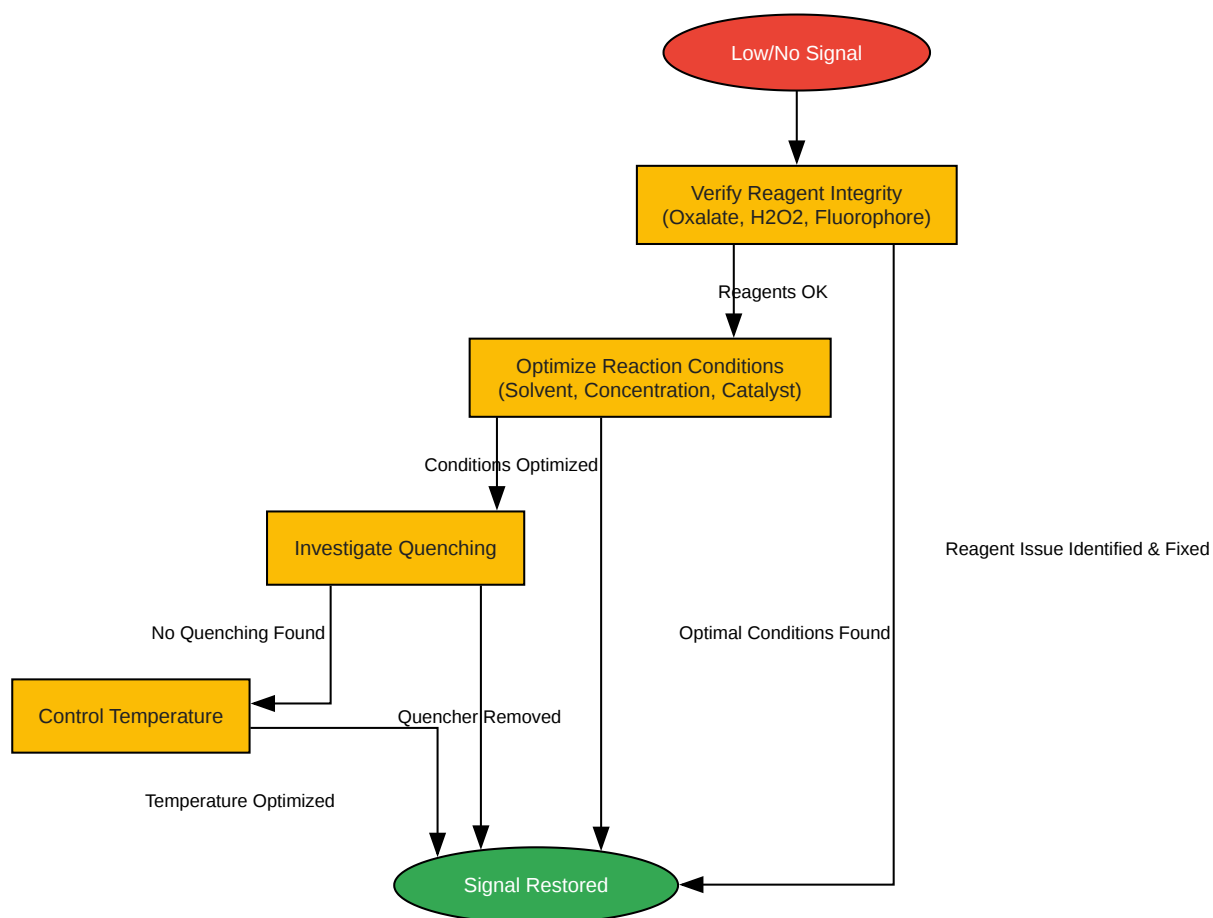 Low/No Signal
Verify Reagent Integrity
(Oxalate, H2O2, Fluorophore)
Reagents OK
Optimize Reaction Conditions
(Solvent, Concentration, Catalyst)
Conditions Optimized
Investigate Quenching
Reagent Issue Identified & Fixed
No Quenching Found
Optimal Conditions Found
Control Temperature
Quencher Removed
Temperature Optimized
Signal Restored